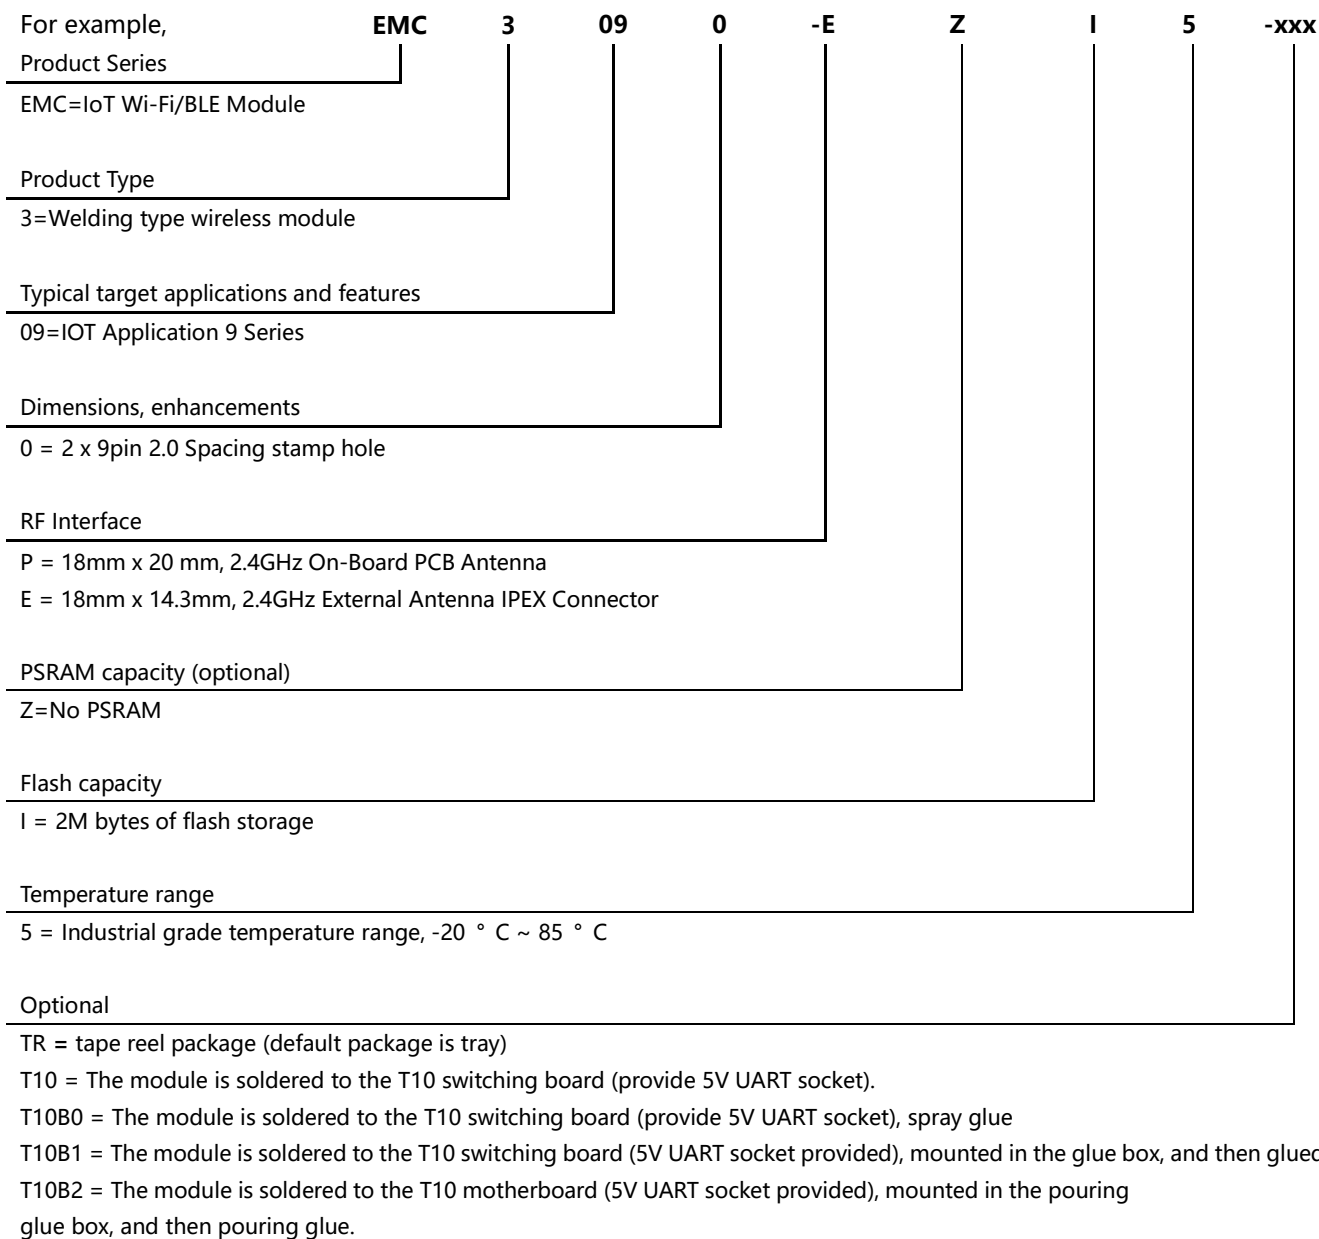 For example, EMC 3 09 0 -E Z I 5 -xxx
Product Series
EMC=IoT Wi-Fi/BLE Module
Product Type
3=Welding type wireless module
Typical target applications and features
09=IOT Application 9 Series
Dimensions, enhancements
0 = 2 x 9pin 2.0 Spacing stamp hole
RF Interface
P = 18mm x 20 mm, 2.4GHz On-Board PCB Antenna
E = 18mm x 14.3mm, 2.4GHz External Antenna IPEX Connector
PSRAM capacity (optional)
Z=No PSRAM
Flash capacity
I = 2M bytes of flash storage
Temperature range
5 = Industrial grade temperature range, -20 ° C ~ 85 ° C
Optional
TR = tape reel package (default package is tray)
T10 = The module is soldered to the T10 switching board (provide 5V UART socket).
T10B0 = The module is soldered to the T10 switching board (provide 5V UART socket), spray glue
T10B1 = The module is soldered to the T10 switching board (5V UART socket provided), mounted in the glue box, and then glued
T10B2 = The module is soldered to the T10 motherboard (5V UART socket provided), mounted in the pouring
glue box, and then pouring glue.